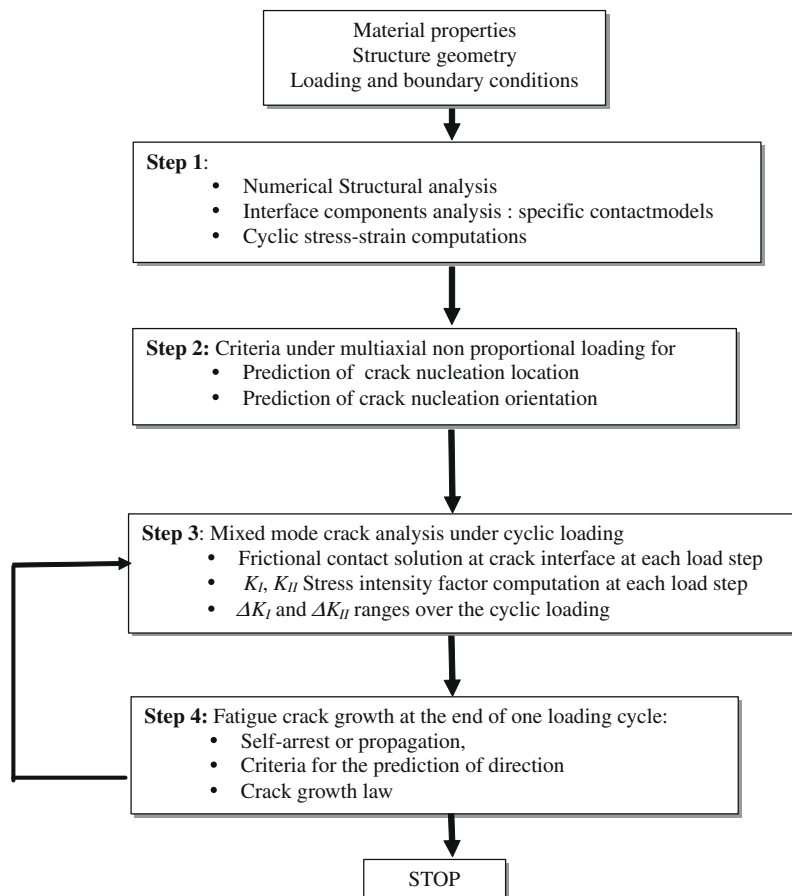 Material properties
Structure geometry
Loading and boundary conditions
Step 1:
• Numerical Structural analysis
• Interface components analysis : specific contactmodels
• Cyclic stress-strain computations
Step 2: Criteria under multiaxial non proportional loading for
• Prediction of crack nucleation location
• Prediction of crack nucleation orientation
Step 3: Mixed mode crack analysis under cyclic loading
• Frictional contact solution at crack interface at each load step
• K_I, K_II Stress intensity factor computation at each load step
• ΔK_I and ΔK_II ranges over the cyclic loading
Step 4: Fatigue crack growth at the end of one loading cycle:
• Self-arrest or propagation,
• Criteria for the prediction of direction
• Crack growth law
STOP